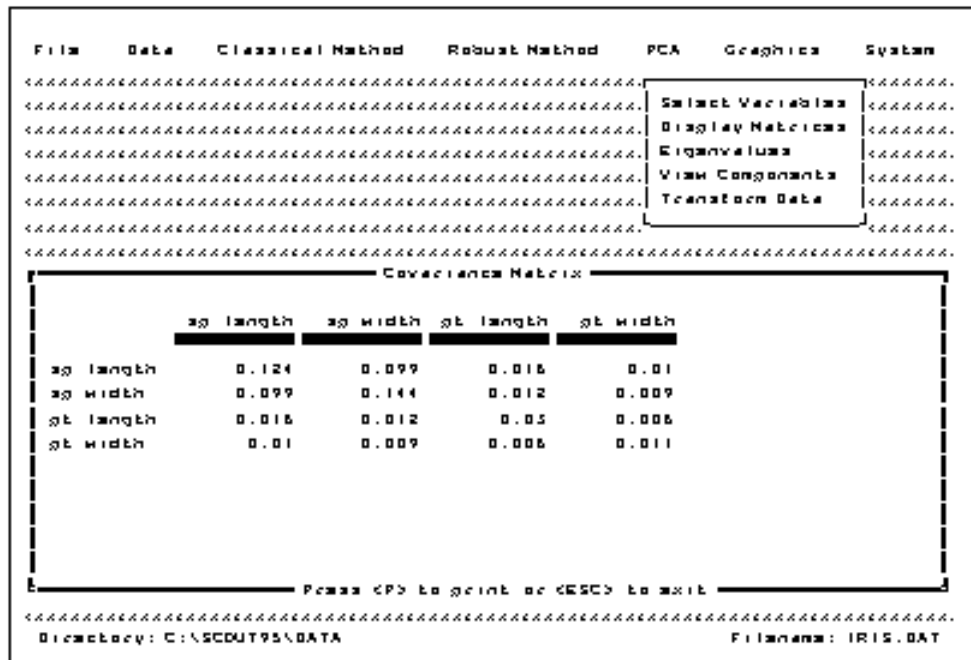 File Data Classical Method Robust Method PCA Graphics System
Select Variables
Display Matrices
Eigenvalues
View Components
Transform Data
Covariance Matrix
sp length sp width pt length pt width
sp length 0.124 0.099 0.016 0.01
sp width 0.099 0.144 0.012 0.009
pt length 0.016 0.012 0.03 0.006
pt width 0.01 0.009 0.006 0.011
Press <P> to print or <ESC> to exit
Directory: C:\SCOUT95\DATA Filename: IRIS.DAT